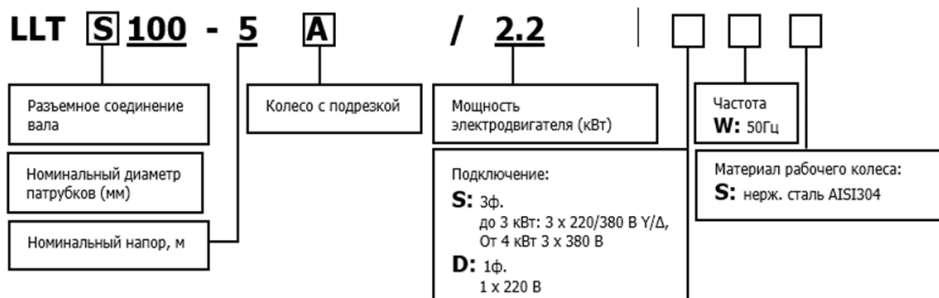 LLT S 100 - 5 A / 2.2
Разъемное соединение
вала
Номинальный диаметр
патрубков (мм)
Номинальный напор, м
Колесо с подрезкой
Мощность
электродвигателя (кВт)
Подключение:
S: 3ф.
до 3 кВт: 3 x 220/380 В Y/Δ,
От 4 кВт 3 x 380 В
D: 1ф.
1 x 220 В
Частота
W: 50Гц
Материал рабочего колеса:
S: нерж. сталь AISI304